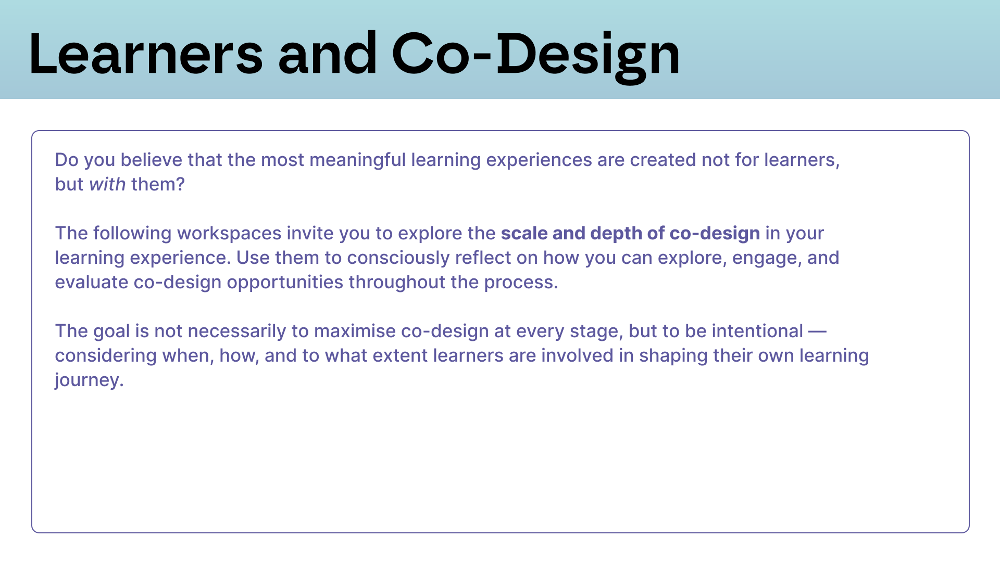 Learners and Co-Design
Do you believe that the most meaningful learning experiences are created not for learners,
but with them?
The following workspaces invite you to explore the scale and depth of co-design in your
learning experience. Use them to consciously reflect on how you can explore, engage, and
evaluate co-design opportunities throughout the process.
The goal is not necessarily to maximise co-design at every stage, but to be intentional —
considering when, how, and to what extent learners are involved in shaping their own learning
journey.